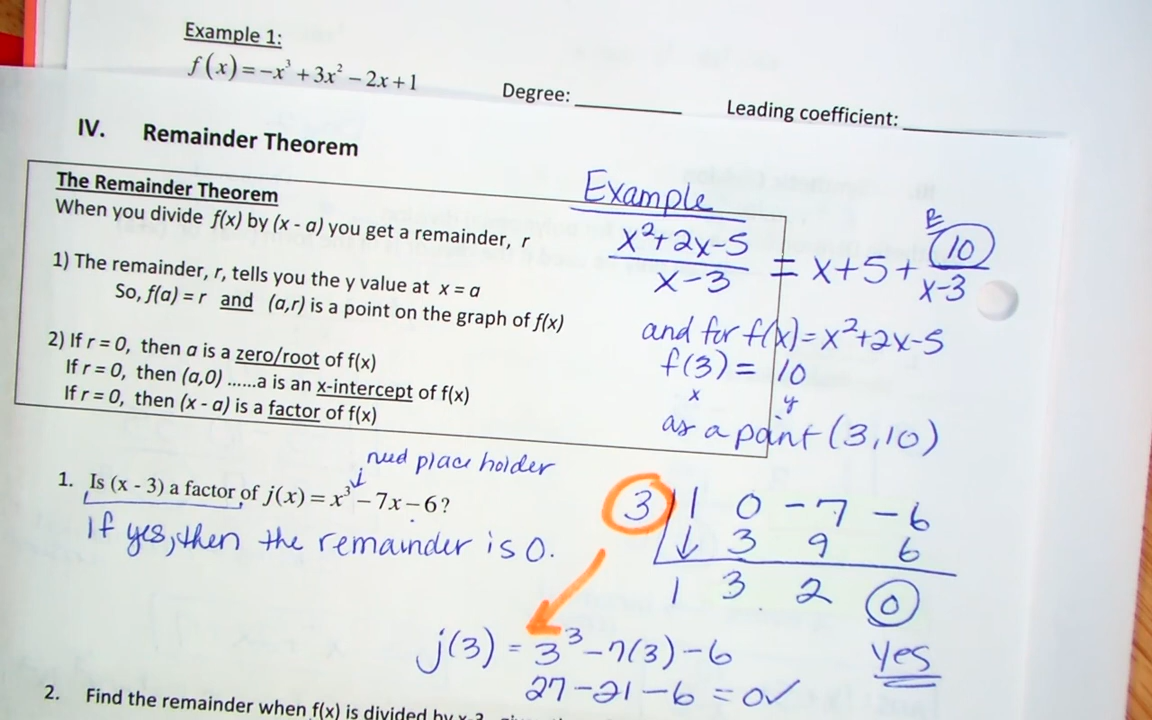 Example 1:
f(x) = −x³ + 3x² − 2x + 1
Degree: ________ Leading coefficient: ________
IV. Remainder Theorem
The Remainder Theorem
When you divide f(x) by (x - a) you get a remainder, r
1) The remainder, r, tells you the y value at x = a
So, f(a) = r and (a,r) is a point on the graph of f(x)
2) If r = 0, then a is a zero/root of f(x)
If r = 0, then (a,0) ......a is an x-intercept of f(x)
If r = 0, then (x - a) is a factor of f(x)
Example
R
x²+2x-5 / x-3 = x+5+ 10 / x-3
and for f(x)=x²+2x-5
f(3) = 10
x y
as a point (3,10)
need place holder
1. Is (x - 3) a factor of j(x) = x³ − 7x − 6?
If yes, then the remainder is 0.
3 1 0 -7 -6
↓ 3 9 6
1 3 2 0
yes
j(3) = 3³ - 7(3) - 6
27 - 21 - 6 = 0 ✓
2. Find the remainder when f(x) is divided by x-3